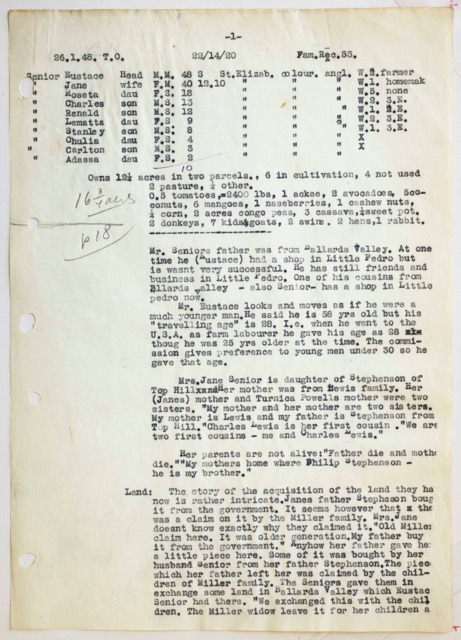 -1-
26.1.48. T.O. 22/14/20 Fam.Rec.53.
Senior Eustace Head M.M. 48 S St.Elizab. colour. angl. W.2.farmer
" Jane wife F.M. 40 12.10 " " " W.1. homemak
" Roseta dau F.S. 18 " " " W.5. none
" Charles son M.S. 13 " " " W.2. 3.E.
" Renald son M.S. 12 " " " W.1. 2.E.
" Lematta dau F.S. 9 " " " W.2. 3.E.
" Stanley son M.S. 8 " " " W.1. 3.E.
" Chulia dau F.S. 4 " " " X
" Carlton son M.S. 3 " " " X
" Adassa dau F.S. 2 " " "
10
Owns 12½ acres in two parcels., 6 in cultivation, 4 not used
2 pasture, ½ other.
0.5 tomatoes,=2400 lbs, 1 ackee, 2 avocadoes, 5co-
conuts, 6 mangoes, 1 naseberries, 1 cashew nuts,
¼ corn, 2 acres congo peas, 3 cassava,¼sweet pot.
2 donkeys, 7 kids&goats, 2 swine. 2 hens,1 rabbit.
16 3/4 acres
p 18
Mr. Seniors father was from Ballards Valley. At one
time he (Eustace) had a shop in Little Pedro but
is wasnt very successful. He has still friends and
business in Little Pedro. One of his cousins from
Bllards Valley - also Senior- has a shop in Little
pedro now.
Mr. Eustace looks and moves as if he were a
much younger man.He said he is 58 yrs old but his
"travelling age" is 28. I.e. when he went to the
U.S.A. as farm labourer he gave his age as 28
thoug he was 25 yrs older at the time. The commi-
ssion gives preference to young men under 30 so he
gave that age.
Mrs.Jane Senior is daughter of Stephenson of
Top Hillxxnd Her mother was from Lewis family. Her
(Janes) mother and Turnica Powells mother were two
sisters. "My mother and her mother are two sisters.
My mother is Lewis and my father is Stephenson from
Top Hill."Charles Lewis is her first cousin ."We are
two first cousins - me and Charles Lewis."
Her parents are not alive:"Father die and mothe
die.""My mothers home where Philip Stephenson -
he is my brother."
Land: The story of the acquisition of the land they ha
now is rather intricate.Janes father Stephenson boug
it from the government. It seems however that x the
was a claim on it by the Miller family. Mrs.Jane
doesnt know exactly why they claimed it."Old Miller
claim here. It was older generation.My father buy
it from the government." Anyhow her father gave her
a little piece here. Some of it was bought by her
husband Senior from her father Stephenson.The piec
which her father left her was claimed by the chil-
dren of Miller family. The Seniors gave them in
exchange some land in Ballards Valley which Eustac
Senior had there. "We exchanged this with the chil
dren. The Miller widow leave it for her children a